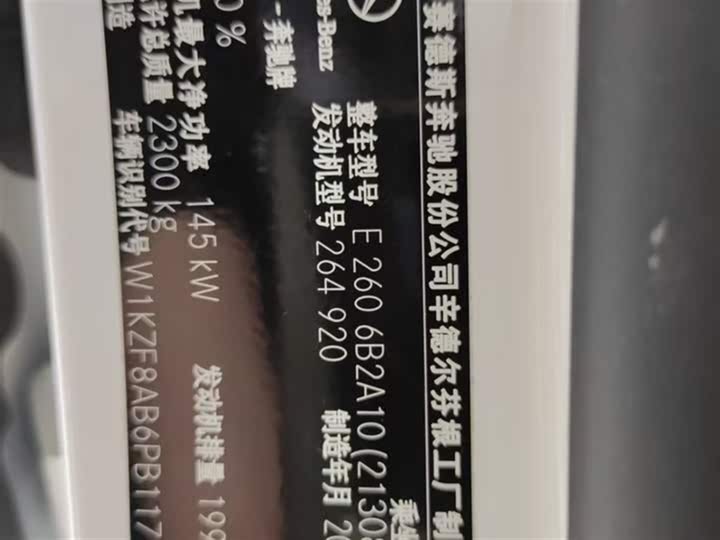 赛德斯奔驰股份公司辛德尔芬根工厂制
es-Benz
- 奔驰牌
乘坐
整车型号 E 260 6B2A10(21308
发动机型号 264 920 制造年月 20
0 %
机最大净功率 145 kW 发动机排量 199
许总质量 2300 kg
造
车辆识别代号 W1KZF8AB6PB117